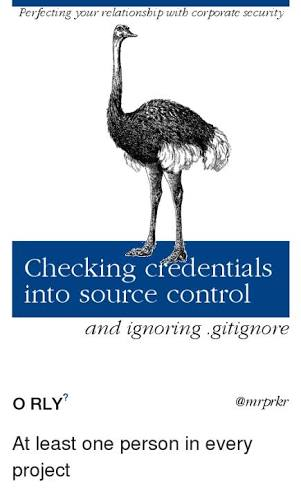 Perfecting your relationship with corporate security
Checking credentials
into source control
and ignoring .gitignore
O RLY?
@mrprkr
At least one person in every
project